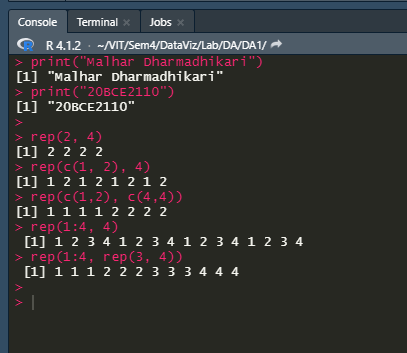 Console Terminal × Jobs ×
R 4.1.2 · ~/VIT/Sem4/DataViz/Lab/DA/DA1/
> print("Malhar Dharmadhikari")
[1] "Malhar Dharmadhikari"
> print("20BCE2110")
[1] "20BCE2110"
>
> rep(2, 4)
[1] 2 2 2 2
> rep(c(1, 2), 4)
[1] 1 2 1 2 1 2 1 2
> rep(c(1,2), c(4,4))
[1] 1 1 1 1 2 2 2 2
> rep(1:4, 4)
 [1] 1 2 3 4 1 2 3 4 1 2 3 4 1 2 3 4
> rep(1:4, rep(3, 4))
 [1] 1 1 1 2 2 2 3 3 3 4 4 4
>
>